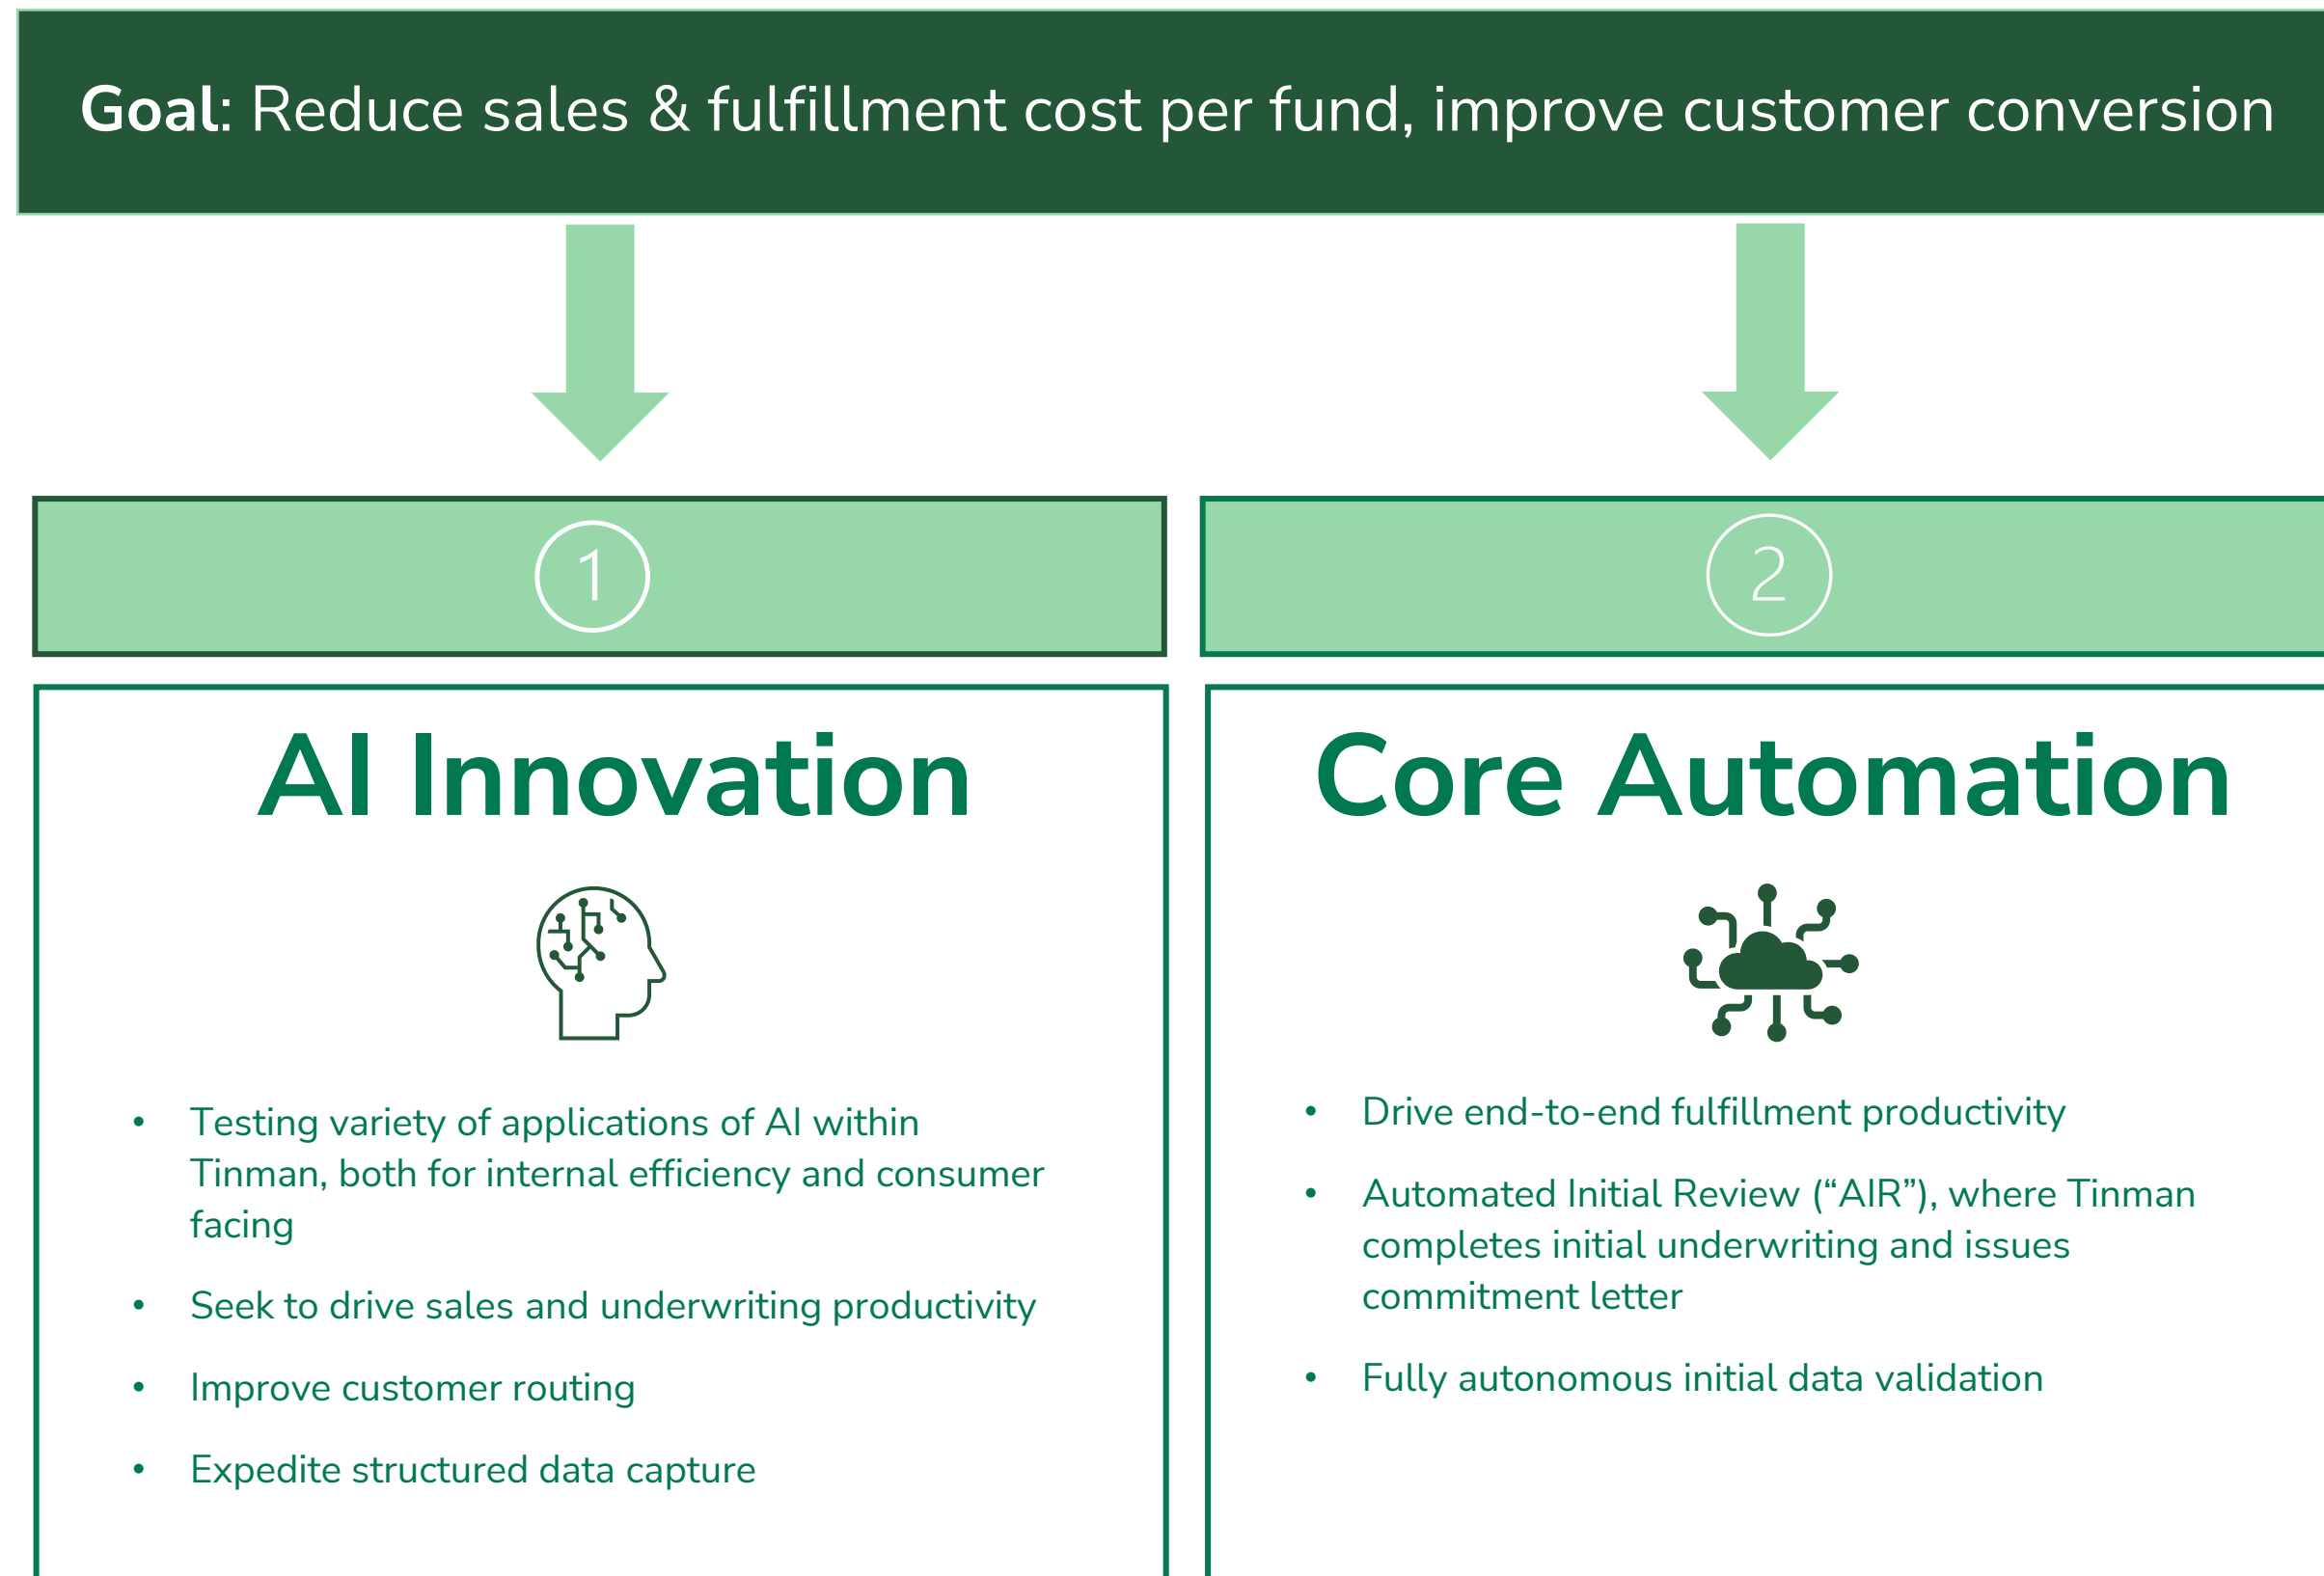 Goal: Reduce sales & fulfillment cost per fund, improve customer conversion
1
2
AI Innovation
Testing variety of applications of AI within
Tinman, both for internal efficiency and consumer
facing
• Seek to drive sales and underwriting productivity
• Improve customer routing
• Expedite structured data capture
Core Automation
• Drive end-to-end fulfillment productivity
• Automated Initial Review (“AIR”), where Tinman
completes initial underwriting and issues
commitment letter
• Fully autonomous initial data validation